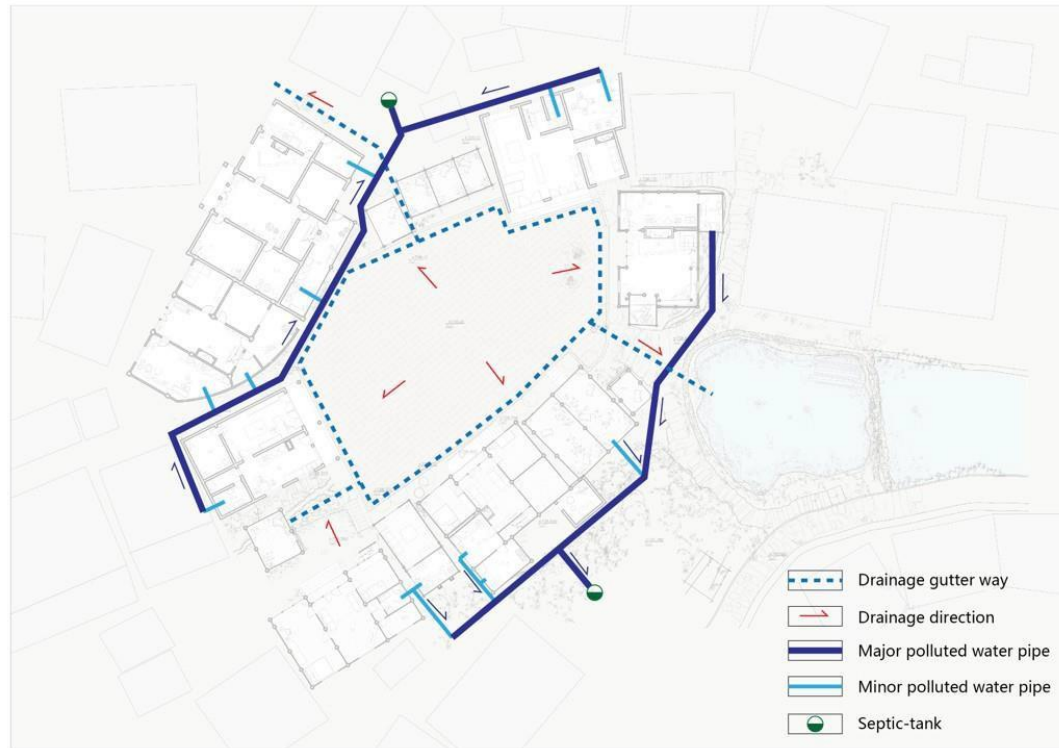 Drainage gutter way
Drainage direction
Major polluted water pipe
Minor polluted water pipe
Septic-tank